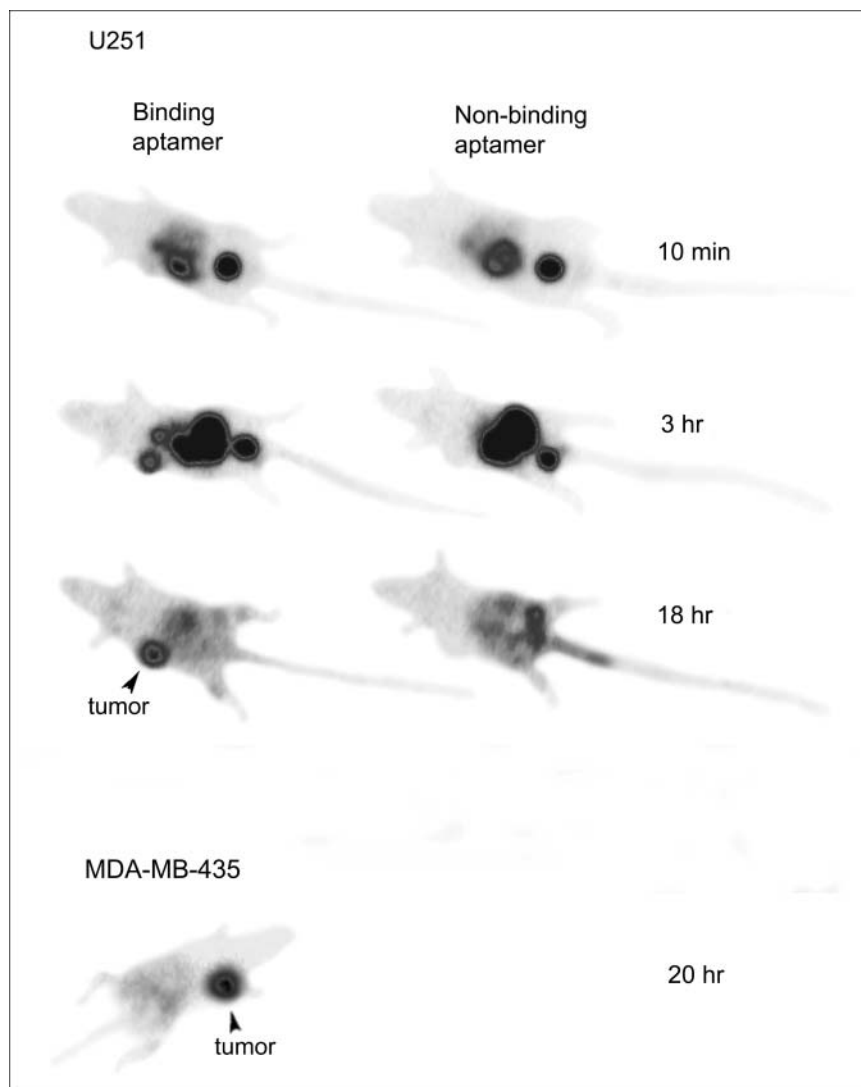 U251
Binding
aptamer
Non-binding
aptamer
10 min
3 hr
18 hr
tumor
MDA-MB-435
20 hr
tumor